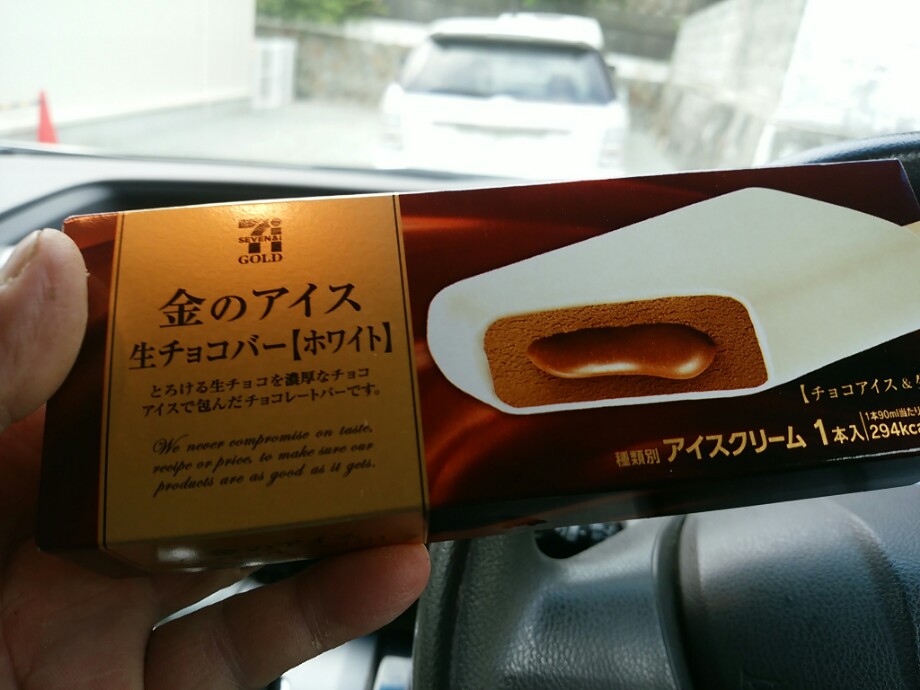 SEVEN&i
GOLD
金のアイス
生チョコバー【ホワイト】
とろける生チョコを濃厚なチョコ
アイスで包んだチョコレートバーです。
We never compromise on taste,
recipe or price, to make sure our
products are as good as it gets.
【チョコアイス&
種類別 アイスクリーム 1本入
1本90ml当たり
294kca